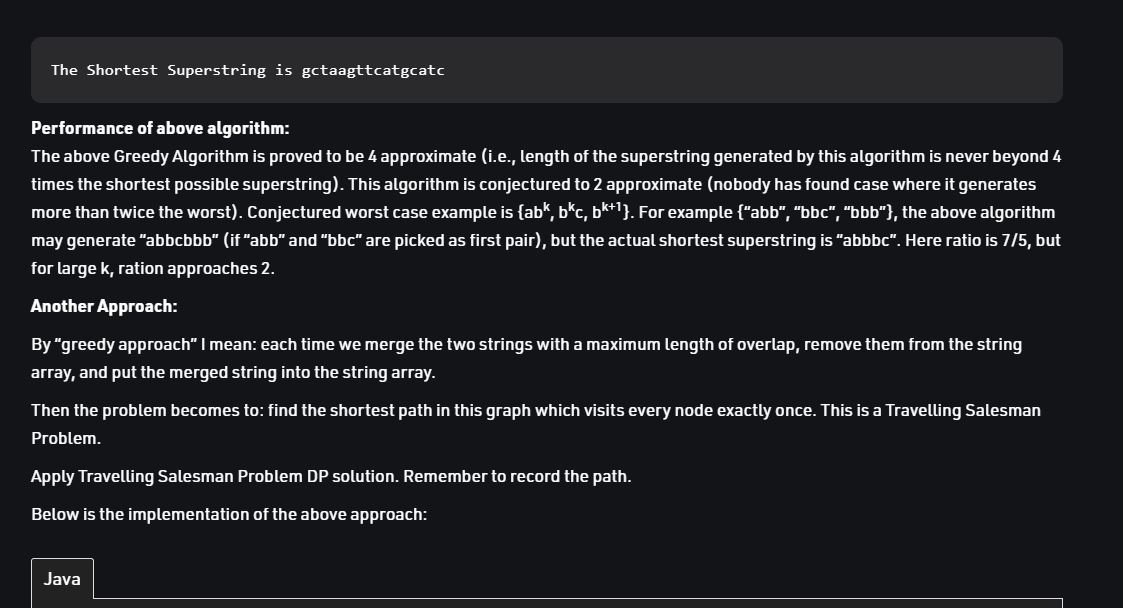 The Shortest Superstring is gctaagttcatgcatc
Performance of above algorithm:
The above Greedy Algorithm is proved to be 4 approximate (i.e., length of the superstring generated by this algorithm is never beyond 4
times the shortest possible superstring). This algorithm is conjectured to 2 approximate (nobody has found case where it generates
more than twice the worst). Conjectured worst case example is {abᵏ, bᵏc, bᵏ⁺¹}. For example {“abb”, “bbc”, “bbb”}, the above algorithm
may generate “abbcbbb” (if “abb” and “bbc” are picked as first pair), but the actual shortest superstring is “abbbc”. Here ratio is 7/5, but
for large k, ration approaches 2.
Another Approach:
By “greedy approach” I mean: each time we merge the two strings with a maximum length of overlap, remove them from the string
array, and put the merged string into the string array.
Then the problem becomes to: find the shortest path in this graph which visits every node exactly once. This is a Travelling Salesman
Problem.
Apply Travelling Salesman Problem DP solution. Remember to record the path.
Below is the implementation of the above approach:
Java